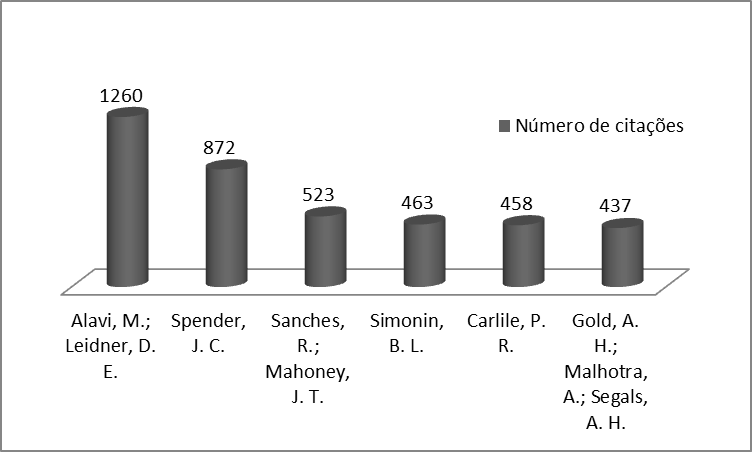 1260
872
523
463
458
437
Número de citações
Alavi, M.;
Leidner, D.
E.
Spender,
J. C.
Sanches,
R.;
Mahoney,
J. T.
Simonin,
B. L.
Carlile, P.
R.
Gold, A.
H.;
Malhotra,
A.; Segals,
A. H.